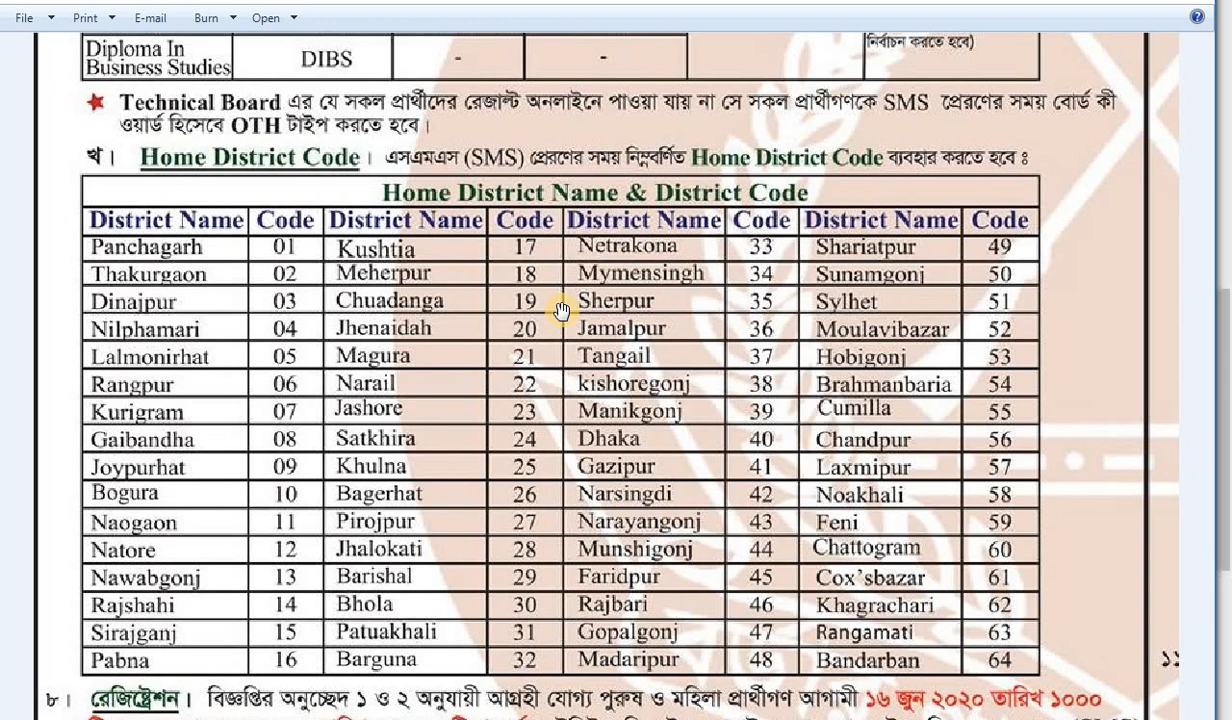 File Print E-mail Burn Open
নির্বাচন করতে হবে)
Diploma In
Business Studies DIBS - -
★ Technical Board এর যে সকল প্রার্থীদের রেজাল্ট অনলাইনে পাওয়া যায় না সে সকল প্রার্থীগণকে SMS প্রেরণের সময় বোর্ড কী
ওয়ার্ড হিসেবে OTH টাইপ করতে হবে।
খ। Home District Code। এসএমএস (SMS) প্রেরণের সময় নিম্নবর্ণিত Home District Code ব্যবহার করতে হবে ঃ
Home District Name & District Code
District Name Code District Name Code District Name Code District Name Code
Panchagarh 01 Kushtia 17 Netrakona 33 Shariatpur 49
Thakurgaon 02 Meherpur 18 Mymensingh 34 Sunamgonj 50
Dinajpur 03 Chuadanga 19 Sherpur 35 Sylhet 51
Nilphamari 04 Jhenaidah 20 Jamalpur 36 Moulavibazar 52
Lalmonirhat 05 Magura 21 Tangail 37 Hobigonj 53
Rangpur 06 Narail 22 kishoregonj 38 Brahmanbaria 54
Kurigram 07 Jashore 23 Manikgonj 39 Cumilla 55
Gaibandha 08 Satkhira 24 Dhaka 40 Chandpur 56
Joypurhat 09 Khulna 25 Gazipur 41 Laxmipur 57
Bogura 10 Bagerhat 26 Narsingdi 42 Noakhali 58
Naogaon 11 Pirojpur 27 Narayangonj 43 Feni 59
Natore 12 Jhalokati 28 Munshigonj 44 Chattogram 60
Nawabgonj 13 Barishal 29 Faridpur 45 Cox'sbazar 61
Rajshahi 14 Bhola 30 Rajbari 46 Khagrachari 62
Sirajganj 15 Patuakhali 31 Gopalgonj 47 Rangamati 63
Pabna 16 Barguna 32 Madaripur 48 Bandarban 64
৮। রেজিষ্ট্রেশন। বিজ্ঞপ্তির অনুচ্ছেদ ১ ও ২ অনুযায়ী আগ্রহী যোগ্য পুরুষ ও মহিলা প্রার্থীগণ আগামী ১৬ জুন ২০২০ তারিখ ১০০০